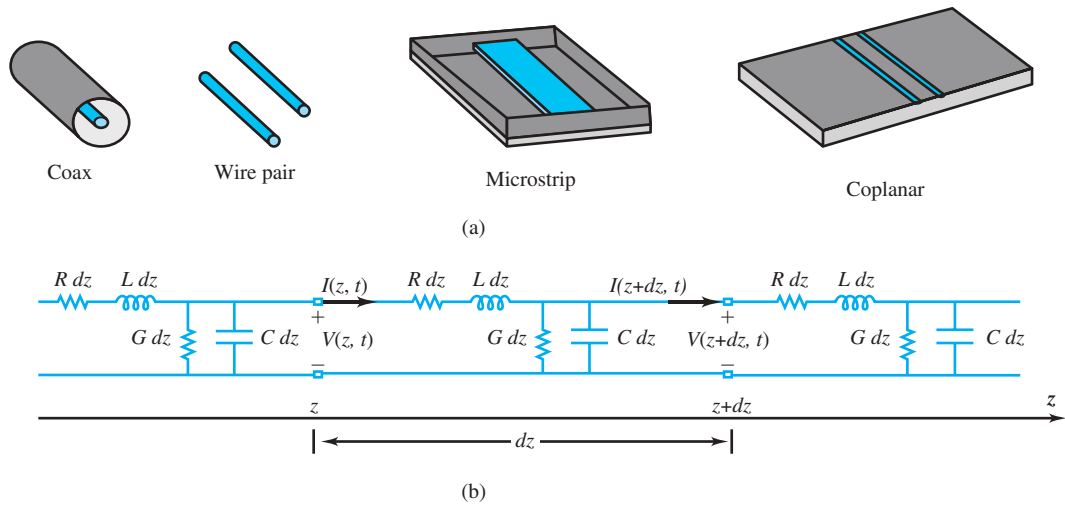 Coax
Wire pair
Microstrip
Coplanar
(a)
R dz
L dz
I(z, t)
R dz
L dz
I(z+dz, t)
R dz
L dz
+
+
G dz
C dz
V(z, t)
G dz
C dz
V(z+dz, t)
G dz
C dz
−
−
z
z+dz
z
dz
(b)